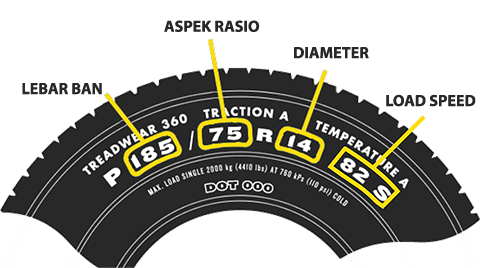 ASPEK RASIO
DIAMETER
LEBAR BAN
LOAD SPEED
TREADWEAR 360 TRACTION A TEMPERATURE A
P 185 / 75 R 14 82 S
MAX. LOAD SINGLE 2000 kg (4410 lbs) AT 760 kPs (110 psi) COLD
DOT 000